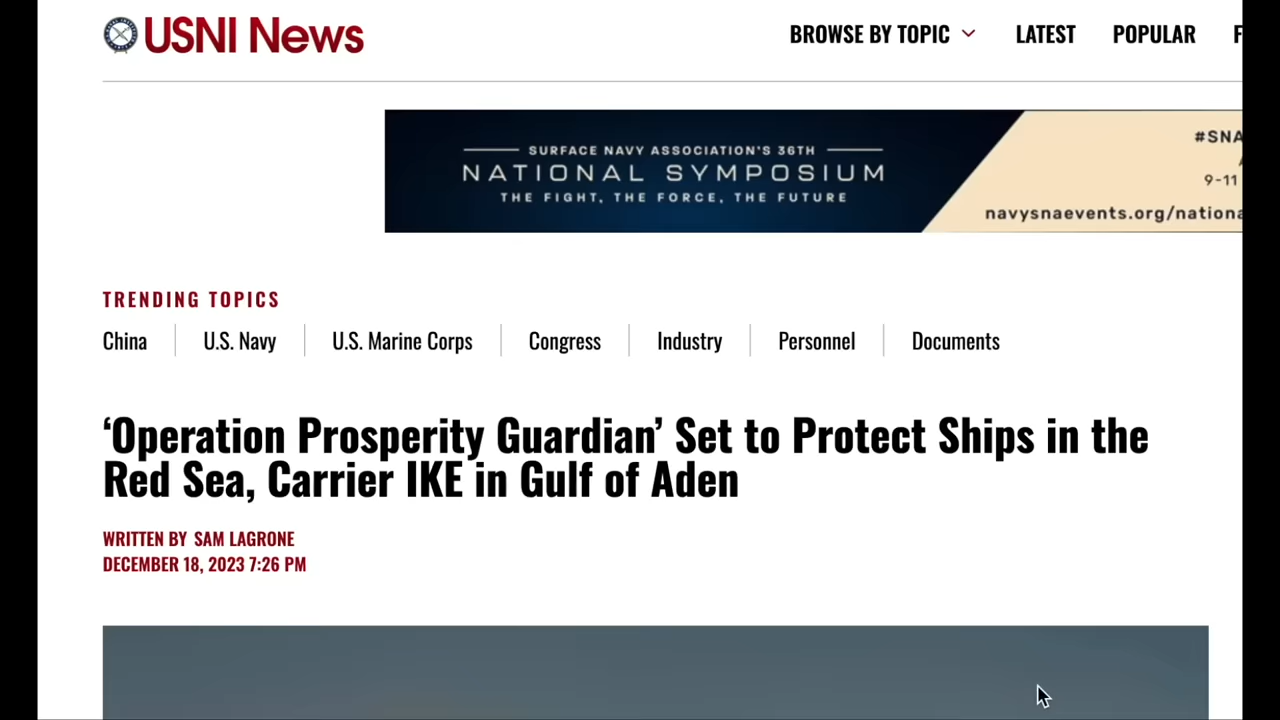 USNI News
BROWSE BY TOPIC LATEST POPULAR
SURFACE NAVY ASSOCIATION'S 36TH
NATIONAL SYMPOSIUM
THE FIGHT, THE FORCE, THE FUTURE
#SNA
9-11
navysnaevents.org/nationa
TRENDING TOPICS
China U.S. Navy U.S. Marine Corps Congress Industry Personnel Documents
‘Operation Prosperity Guardian’ Set to Protect Ships in the
Red Sea, Carrier IKE in Gulf of Aden
WRITTEN BY SAM LAGRONE
DECEMBER 18, 2023 7:26 PM